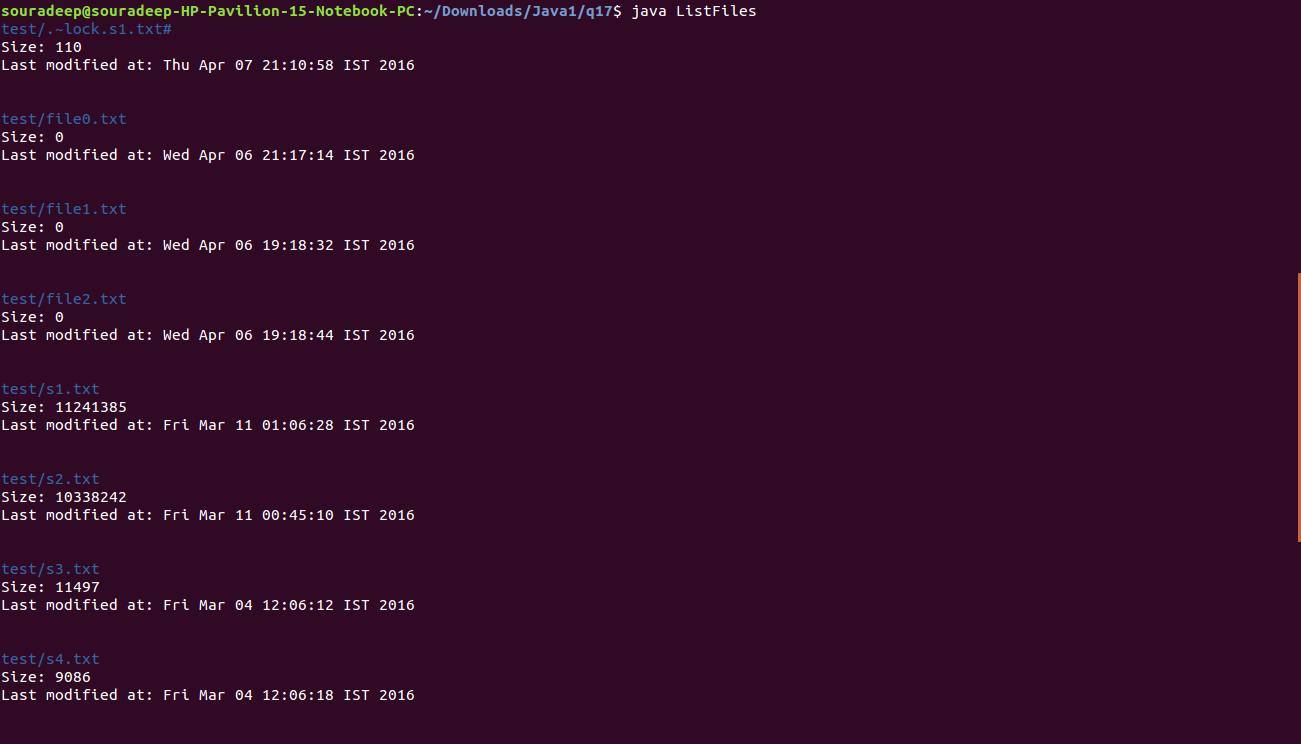 souradeep@souradeep-HP-Pavilion-15-Notebook-PC:~/Downloads/Java1/q17$ java ListFiles
test/.~lock.s1.txt#
Size: 110
Last modified at: Thu Apr 07 21:10:58 IST 2016
test/file0.txt
Size: 0
Last modified at: Wed Apr 06 21:17:14 IST 2016
test/file1.txt
Size: 0
Last modified at: Wed Apr 06 19:18:32 IST 2016
test/file2.txt
Size: 0
Last modified at: Wed Apr 06 19:18:44 IST 2016
test/s1.txt
Size: 11241385
Last modified at: Fri Mar 11 01:06:28 IST 2016
test/s2.txt
Size: 10338242
Last modified at: Fri Mar 11 00:45:10 IST 2016
test/s3.txt
Size: 11497
Last modified at: Fri Mar 04 12:06:12 IST 2016
test/s4.txt
Size: 9086
Last modified at: Fri Mar 04 12:06:18 IST 2016